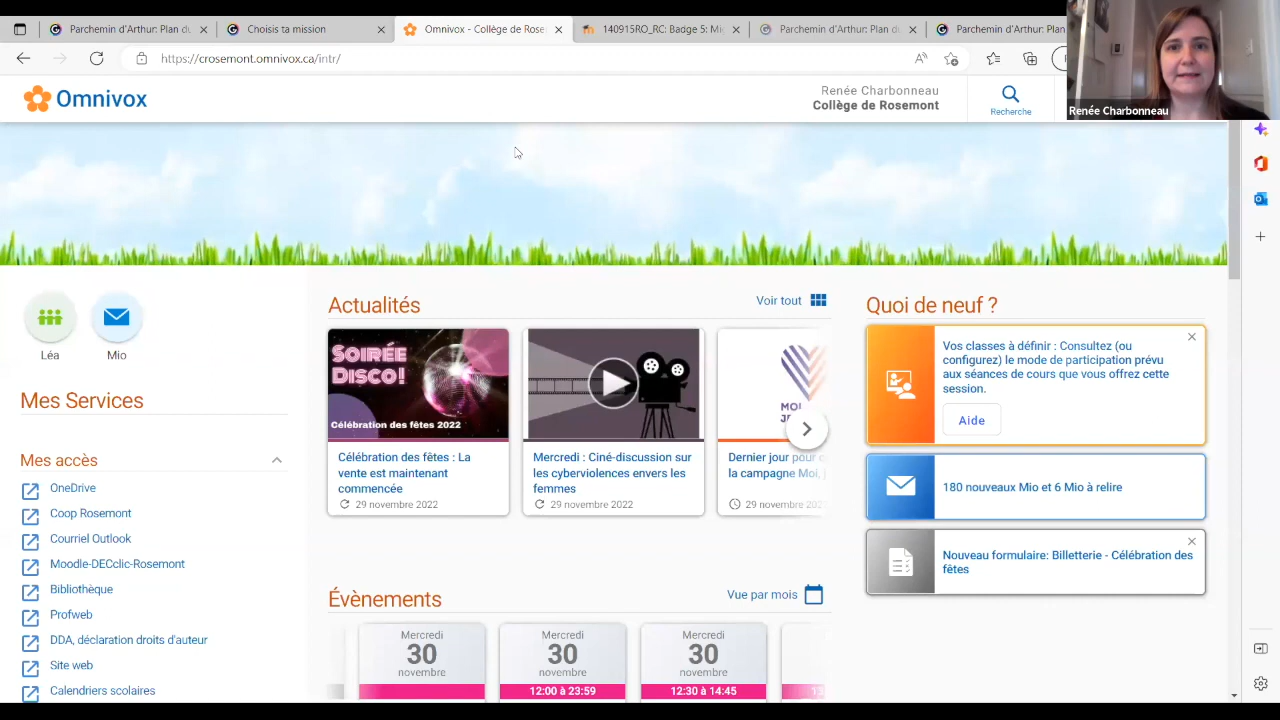 Parchemin d'Arthur: Plan du
Choisis ta mission
Omnivox - Collège de Rose
140915RO_RC: Badge 5: Mi
Parchemin d'Arthur: Plan du
Parchemin d'Arthur: Plan
https://crosemont.omnivox.ca/intr/
Omnivox
Renée Charbonneau
Collège de Rosemont
Recherche
Renée Charbonneau
Léa
Mio
Mes Services
Mes accès
OneDrive
Coop Rosemont
Courriel Outlook
Moodle-DECclic-Rosemont
Bibliothèque
Profweb
DDA, déclaration droits d'auteur
Site web
Calendriers scolaires
Actualités
Voir tout
SOIRÉE
DISCO!
Célébration des fêtes 2022
Célébration des fêtes : La
vente est maintenant
commencée
29 novembre 2022
Mercredi : Ciné-discussion sur
les cyberviolences envers les
femmes
29 novembre 2022
MOI
JE
Dernier jour pour c
la campagne Moi, j
29 novembre 202
Évènements
Vue par mois
Mercredi
30
novembre
Mercredi
30
novembre
12:00 à 23:59
Mercredi
30
novembre
12:30 à 14:45
13
Quoi de neuf ?
Vos classes à définir : Consultez (ou
configurez) le mode de participation prévu
aux séances de cours que vous offrez cette
session.
Aide
180 nouveaux Mio et 6 Mio à relire
Nouveau formulaire: Billetterie - Célébration des
fêtes